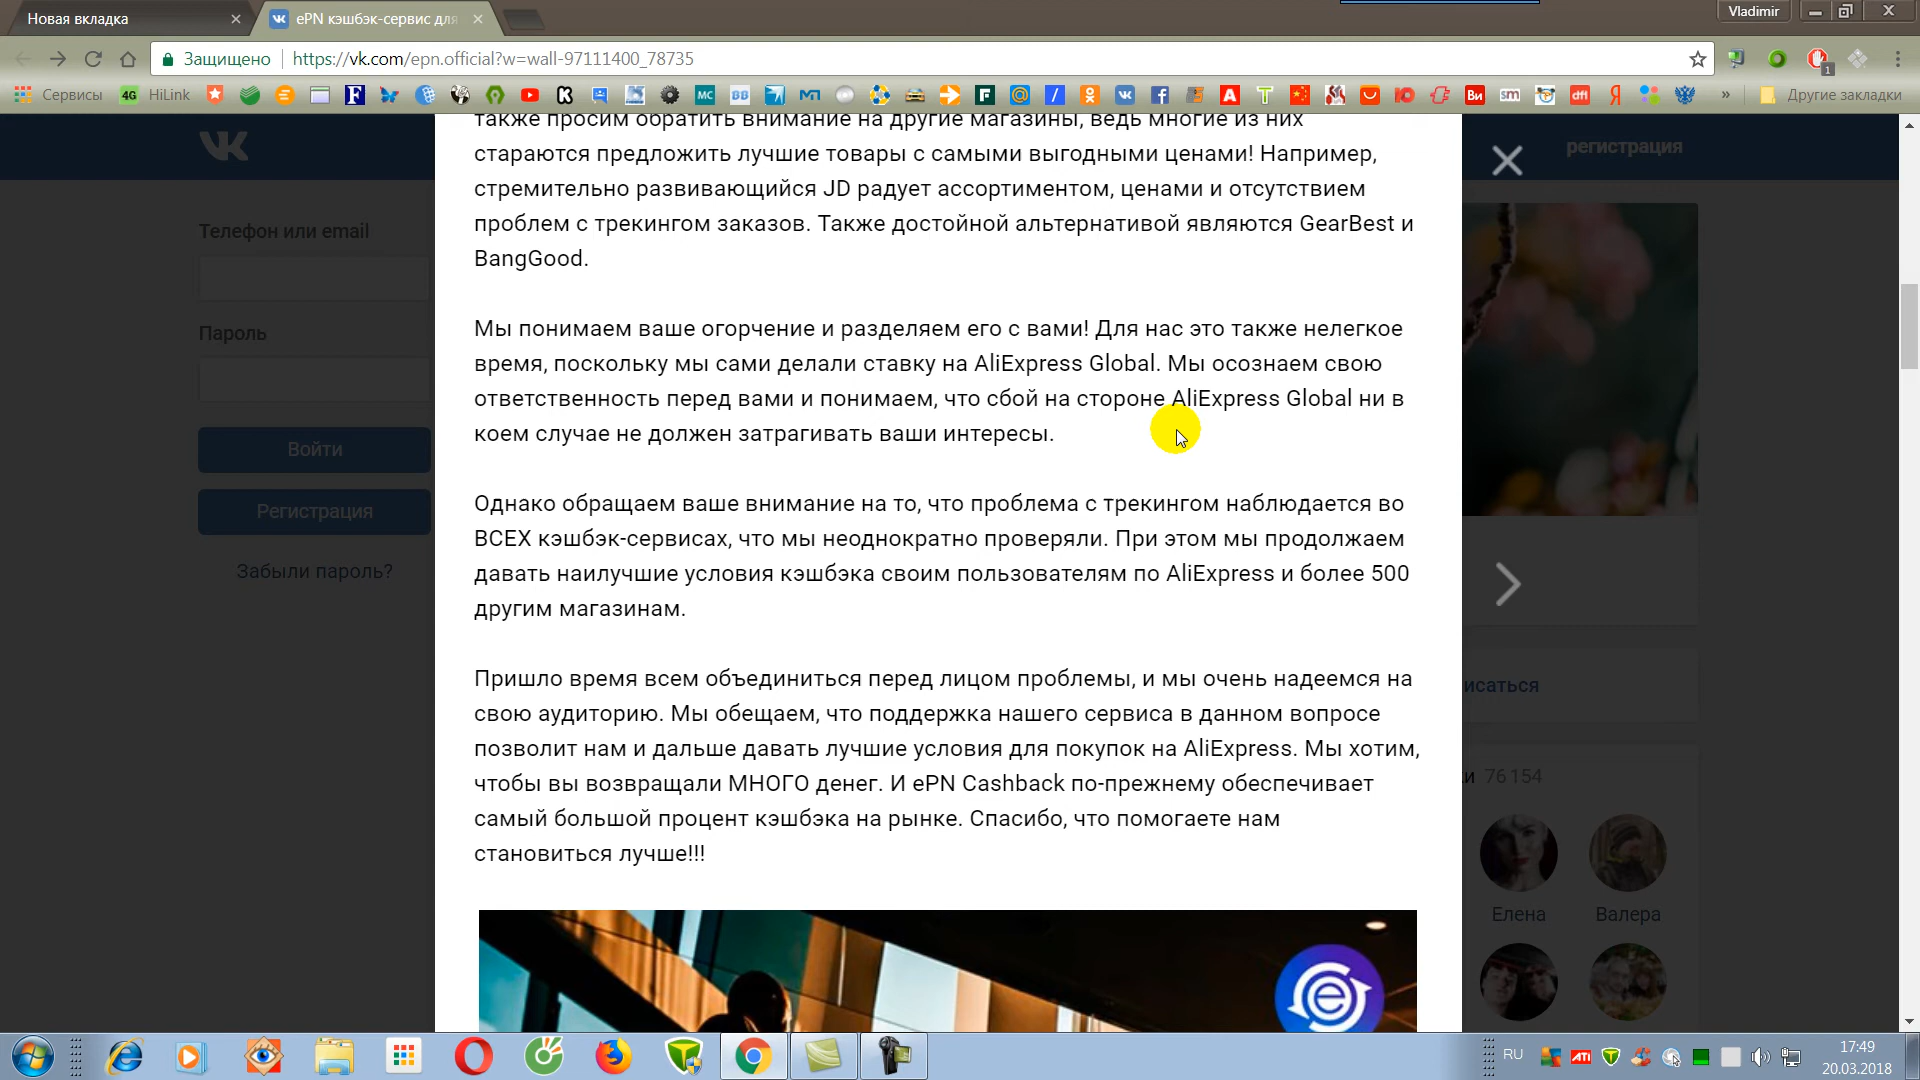 Новая вкладка
ePN кэшбэк-сервис для
Vladimir
Защищено
https://vk.com/epn.official?w=wall-97111400_78735
Сервисы
4G HiLink
Другие закладки
также просим обратить внимание на другие магазины, ведь многие из них
стараются предложить лучшие товары с самыми выгодными ценами! Например,
стремительно развивающийся JD радует ассортиментом, ценами и отсутствием
проблем с трекингом заказов. Также достойной альтернативой являются GearBest и
BangGood.
Мы понимаем ваше огорчение и разделяем его с вами! Для нас это также нелегкое
время, поскольку мы сами делали ставку на AliExpress Global. Мы осознаем свою
ответственность перед вами и понимаем, что сбой на стороне AliExpress Global ни в
коем случае не должен затрагивать ваши интересы.
Однако обращаем ваше внимание на то, что проблема с трекингом наблюдается во
ВСЕХ кэшбэк-сервисах, что мы неоднократно проверяли. При этом мы продолжаем
давать наилучшие условия кэшбэка своим пользователям по AliExpress и более 500
другим магазинам.
Пришло время всем объединиться перед лицом проблемы, и мы очень надеемся на
свою аудиторию. Мы обещаем, что поддержка нашего сервиса в данном вопросе
позволит нам и дальше давать лучшие условия для покупок на AliExpress. Мы хотим,
чтобы вы возвращали МНОГО денег. И ePN Cashback по-прежнему обеспечивает
самый большой процент кэшбэка на рынке. Спасибо, что помогаете нам
становиться лучше!!!
Телефон или email
Пароль
Войти
Регистрация
Забыли пароль?
регистрация
исаться
и 76 154
Елена
Валера
RU
17:49
20.03.2018